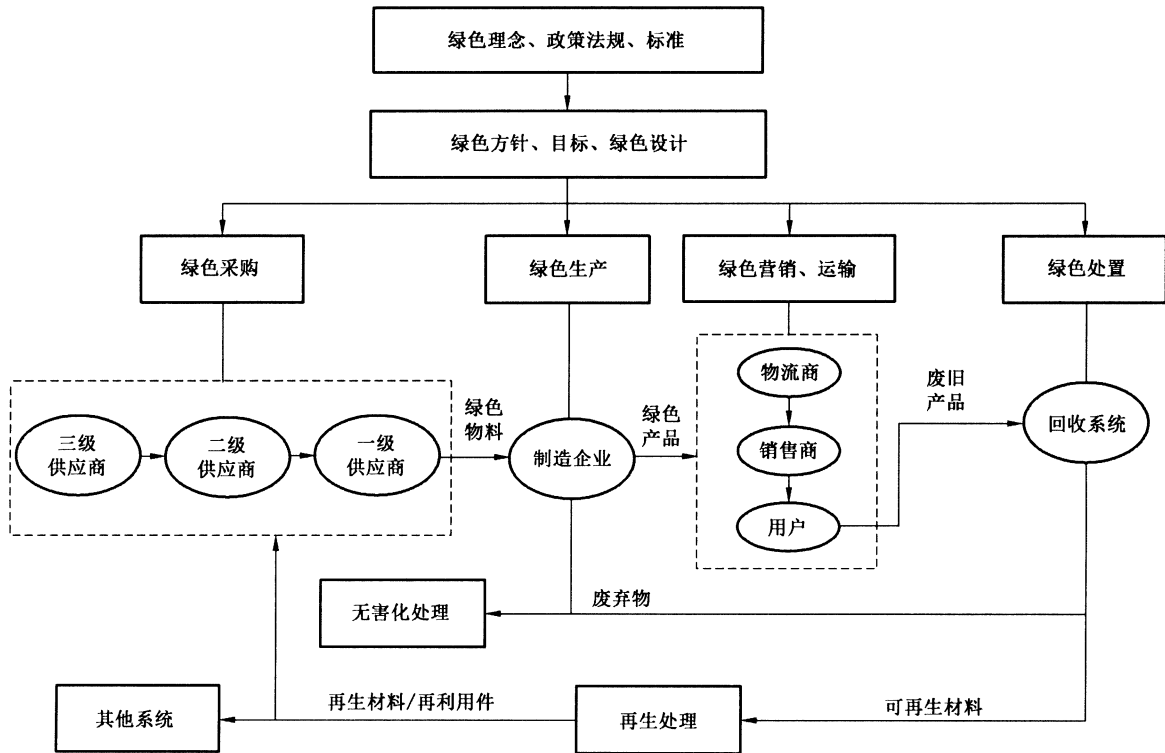 绿色理念、政策法规、标准
绿色方针、目标、绿色设计
绿色采购
绿色生产
绿色营销、运输
绿色处置
物流商
废旧
产品
绿色
物料
绿色
产品
三级
供应商
二级
供应商
一级
供应商
制造企业
销售商
回收系统
用户
无害化处理
废弃物
其他系统
再生材料/再利用件
再生处理
可再生材料